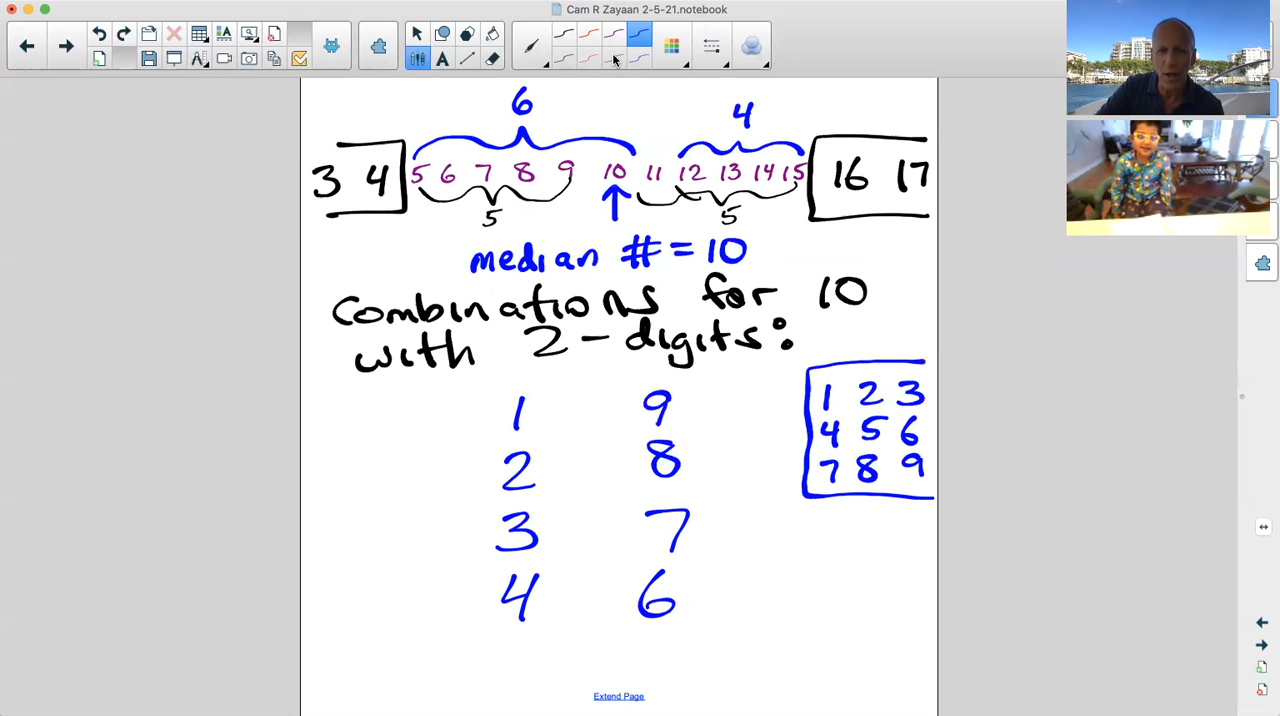 Cam R Zayaan 2-5-21.notebook
6 4
3 4 5 6 7 8 9 10 11 12 13 14 15 16 17
5 5
median # = 10
Combinations for 10
with 2-digits:
1 9
2 8
3 7
4 6
1 2 3
4 5 6
7 8 9
Extend Page